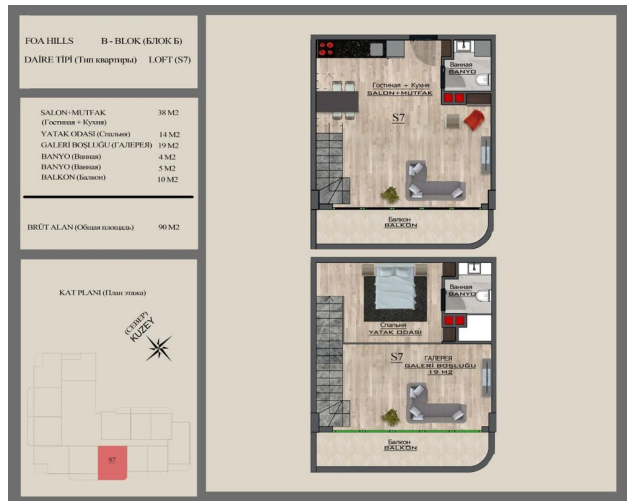 FOA HILLS B - BLOK (БЛОК Б)
DAİRE TİPİ (Тип квартиры) LOFT (S7)
SALON+MUTFAK 38 M2
(Гостиная + Кухня)
YATAK ODASI (Спальня) 14 M2
GALERİ BOŞLUĞU (ГАЛЕРЕЯ) 19 M2
BANYO (Ванная) 4 M2
BANYO (Ванная) 5 M2
BALKON (Балкон) 10 M2
BRÜT ALAN (Общая площадь) 90 M2
KAT PLANI (План этажа)
(СЕВЕР)
KUZEY
S7
Гостиная + Кухня
SALON+MUTFAK
S7
Ванная
BANYO
Балкон
BALKON
Ванная
BANYO
Спальня
YATAK ODASI
S7 ГАЛЕРЕЯ
GALERİ BOŞLUĞU
19 M2
Балкон
BALKON